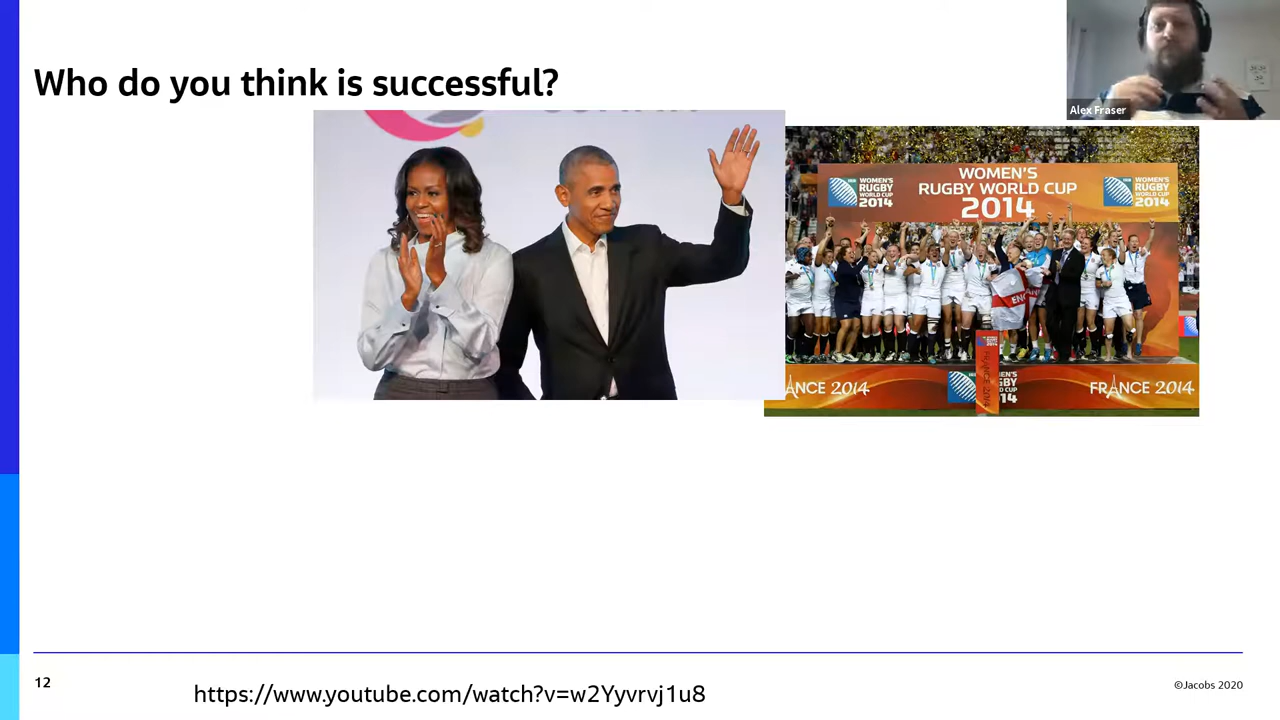 Who do you think is successful?
Alex Fraser
WOMEN'S
RUGBY WORLD CUP
2014
WOMEN'S
RUGBY
WORLD CUP
2014
WOMEN'S
RUGBY
WORLD CUP
2014
FRANCE 2014
FRANCE 2014
12
https://www.youtube.com/watch?v=w2Yyvrvj1u8
©Jacobs 2020